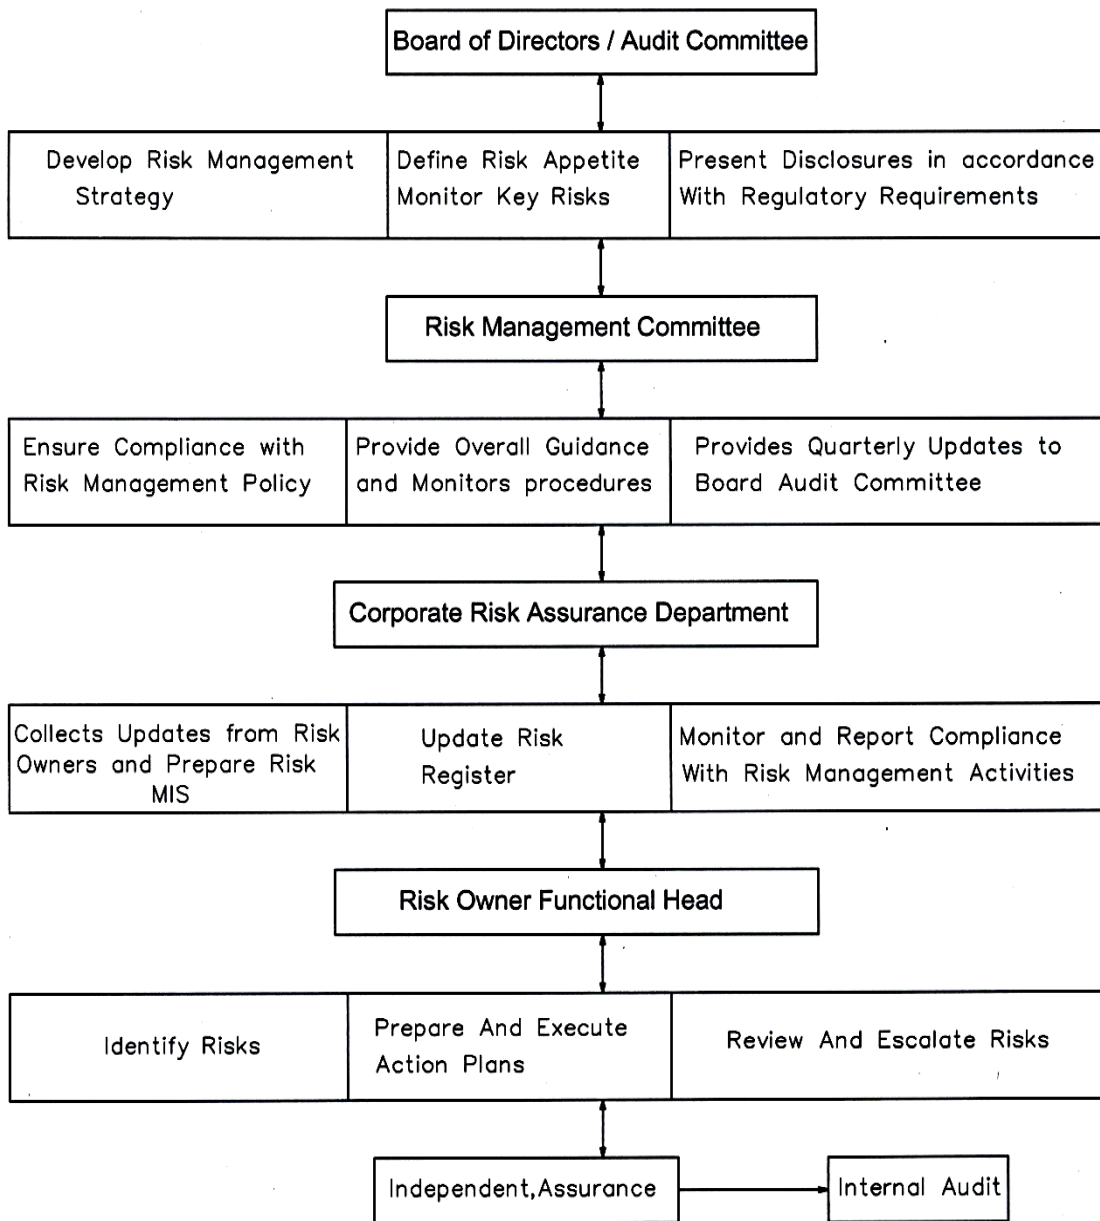 Board of Directors / Audit Committee
Develop Risk Management
Strategy
Define Risk Appetite
Monitor Key Risks
Present Disclosures in accordance
With Regulatory Requirements
Risk Management Committee
Ensure Compliance with
Risk Management Policy
Provide Overall Guidance
and Monitors procedures
Provides Quarterly Updates to
Board Audit Committee
Corporate Risk Assurance Department
Collects Updates from Risk
Owners and Prepare Risk
MIS
Update Risk
Register
Monitor and Report Compliance
With Risk Management Activities
Risk Owner Functional Head
Identify Risks
Prepare And Execute
Action Plans
Review And Escalate Risks
Independent,Assurance
Internal Audit